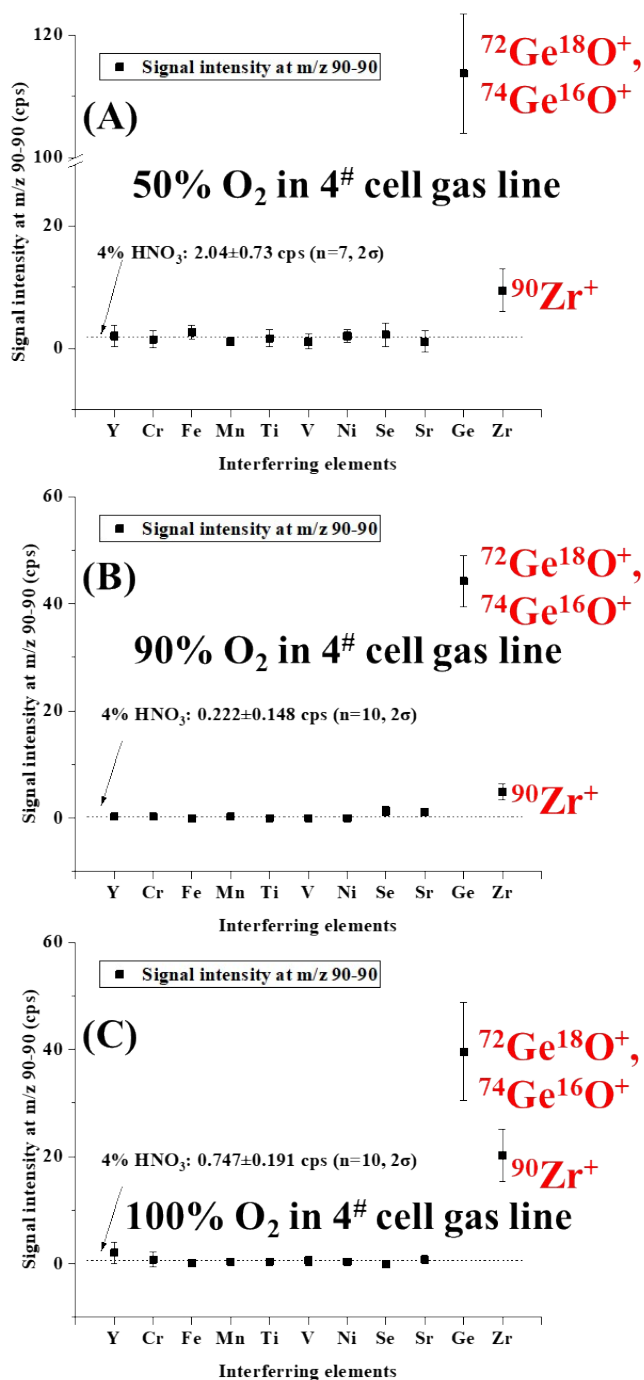 120
Signal intensity at m/z 90-90
(A)
⁷²Ge¹⁸O⁺,
⁷⁴Ge¹⁶O⁺
100
50% O₂ in 4# cell gas line
20
4% HNO₃: 2.04±0.73 cps (n=7, 2σ)
⁹⁰Zr⁺
0
Signal intensity at m/z 90-90 (cps)
Y Cr Fe Mn Ti V Ni Se Sr Ge Zr
Interferring elements
60
Signal intensity at m/z 90-90
(B)
⁷²Ge¹⁸O⁺,
⁷⁴Ge¹⁶O⁺
40
90% O₂ in 4# cell gas line
20
4% HNO₃: 0.222±0.148 cps (n=10, 2σ)
⁹⁰Zr⁺
0
Signal intensity at m/z 90-90 (cps)
Y Cr Fe Mn Ti V Ni Se Sr Ge Zr
Interferring elements
60
Signal intensity at m/z 90-90
(C)
⁷²Ge¹⁸O⁺,
⁷⁴Ge¹⁶O⁺
40
20
4% HNO₃: 0.747±0.191 cps (n=10, 2σ)
⁹⁰Zr⁺
100% O₂ in 4# cell gas line
0
Signal intensity at m/z 90-90 (cps)
Y Cr Fe Mn Ti V Ni Se Sr Ge Zr
Interferring elements